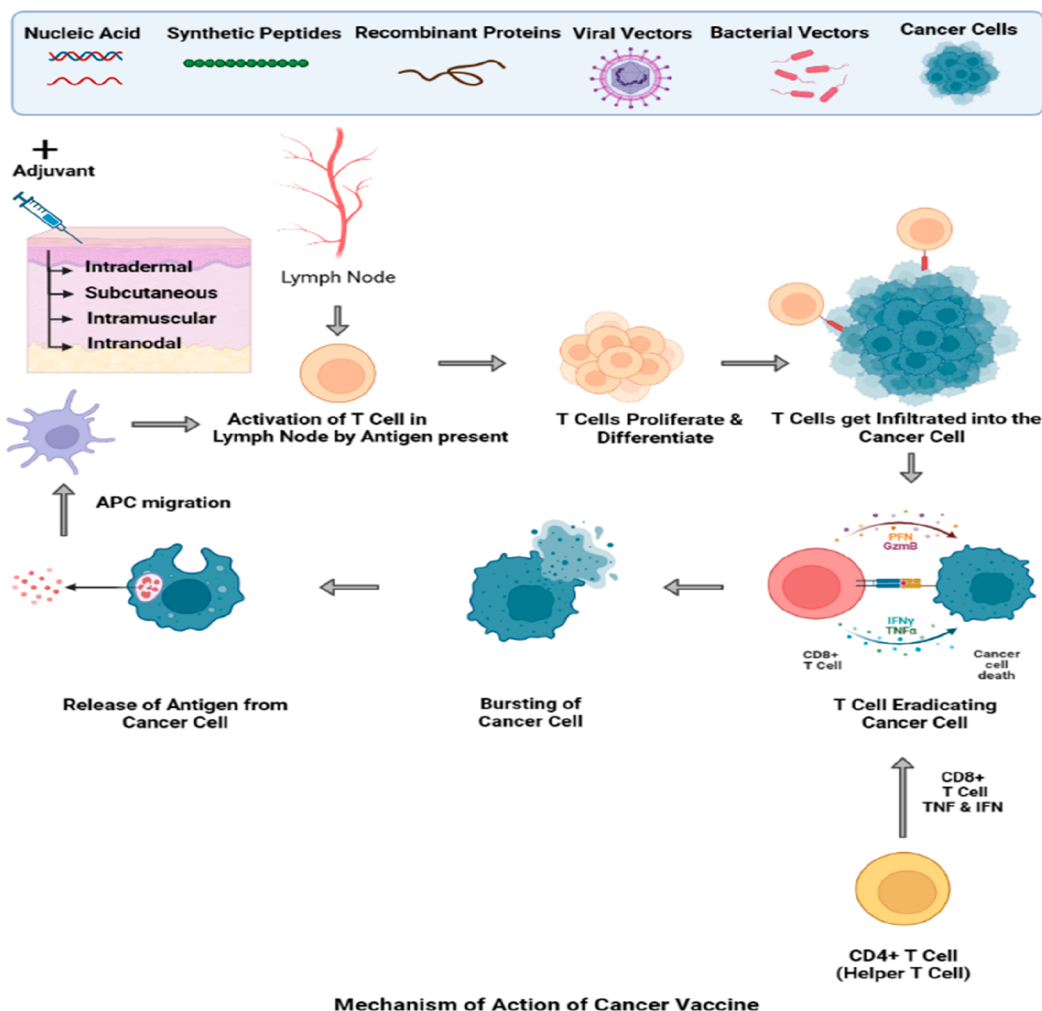 Nucleic Acid
Synthetic Peptides
Recombinant Proteins
Viral Vectors
Bacterial Vectors
Cancer Cells
+
Adjuvant
Intradermal
Subcutaneous
Intramuscular
Intranodal
Lymph Node
Activation of T Cell in
Lymph Node by Antigen present
T Cells Proliferate &
Differentiate
T Cells get Infiltrated into the
Cancer Cell
APC migration
PFN
GzmB
IFNγ
TNFα
CD8+
T Cell
Cancer
cell
death
Release of Antigen from
Cancer Cell
Bursting of
Cancer Cell
T Cell Eradicating
Cancer Cell
CD8+
T Cell
TNF & IFN
CD4+ T Cell
(Helper T Cell)
Mechanism of Action of Cancer Vaccine